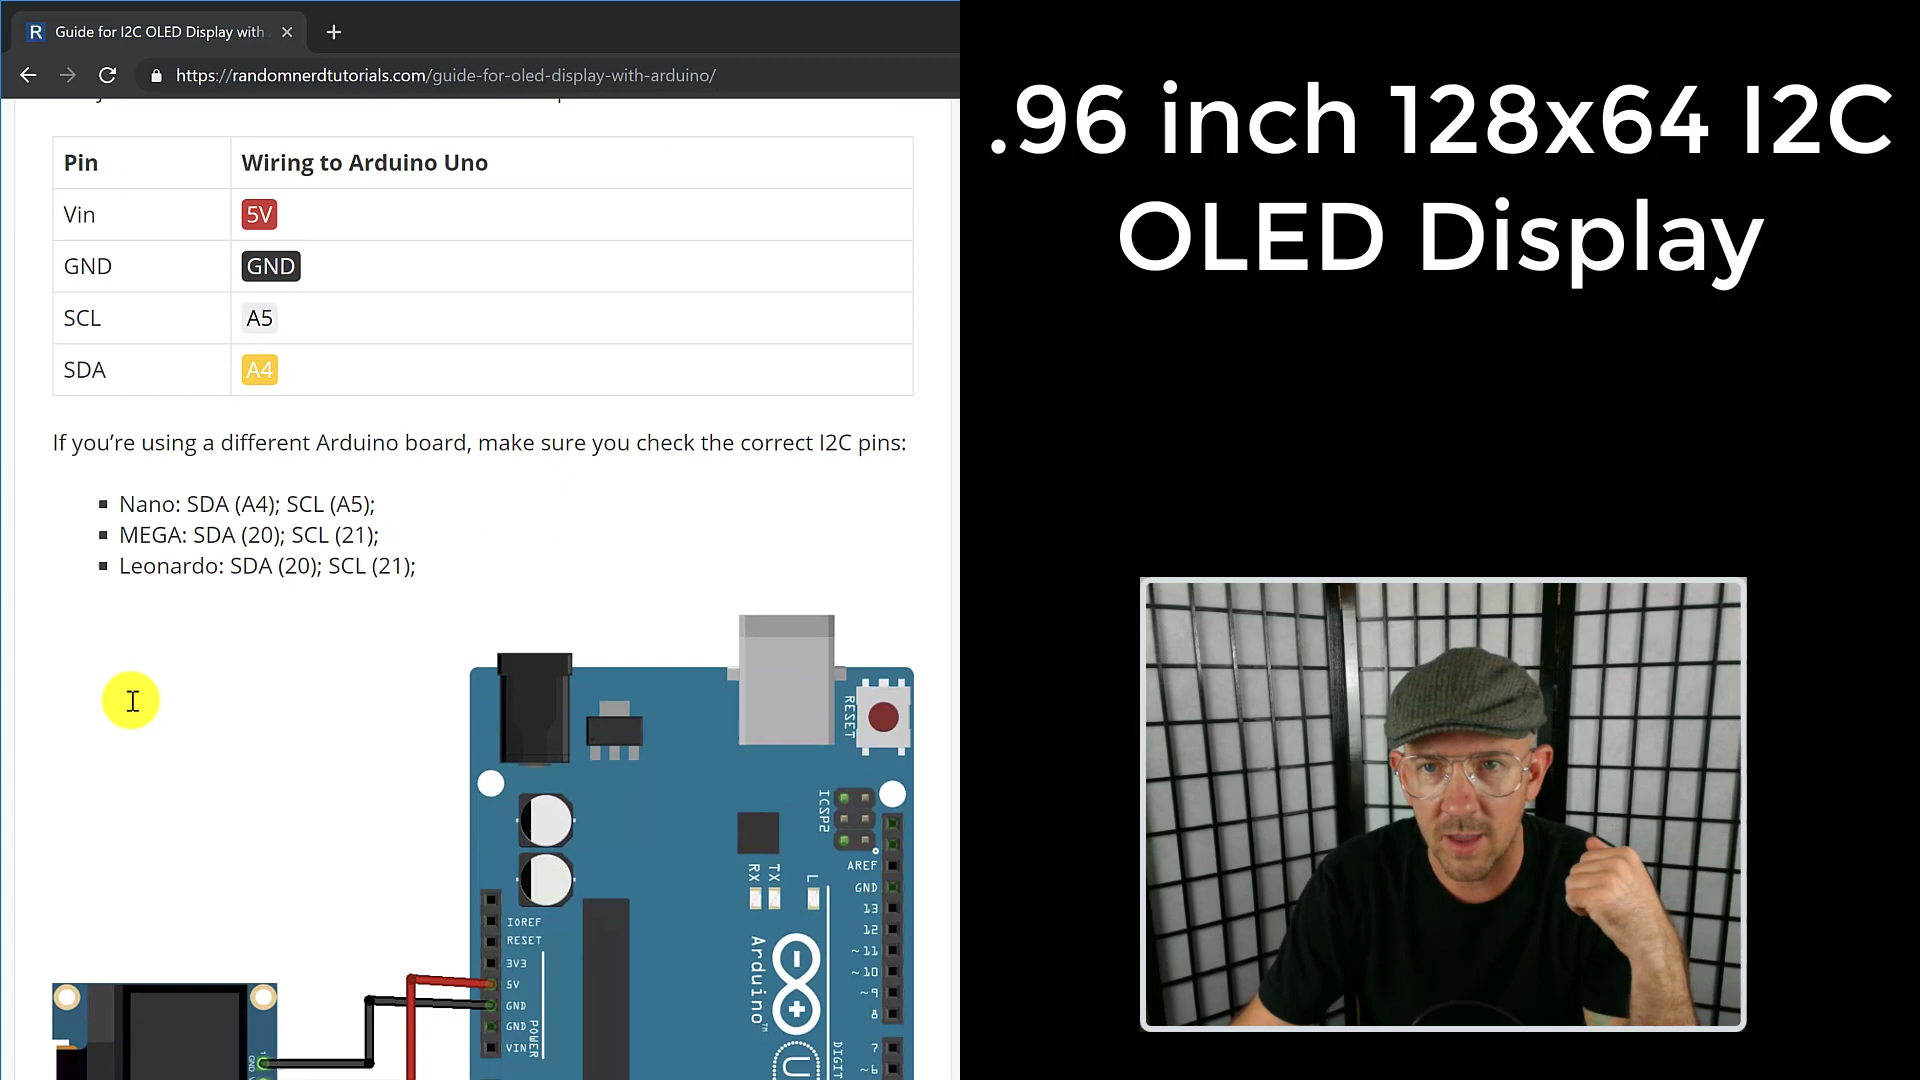 Guide for I2C OLED Display with
https://randomnerdtutorials.com/guide-for-oled-display-with-arduino/
.96 inch 128x64 I2C
OLED Display
Pin Wiring to Arduino Uno
Vin 5V
GND GND
SCL A5
SDA A4
If you’re using a different Arduino board, make sure you check the correct I2C pins:
Nano: SDA (A4); SCL (A5);
MEGA: SDA (20); SCL (21);
Leonardo: SDA (20); SCL (21);
RESET
ICSP2
AREF
GND
13
12
~11
~10
~9
8
7
~6
RX
TX
L
Arduino
TM
U
DIGIT
IOREF
RESET
3V3
5V
GND
GND
VIN
POWER
GND